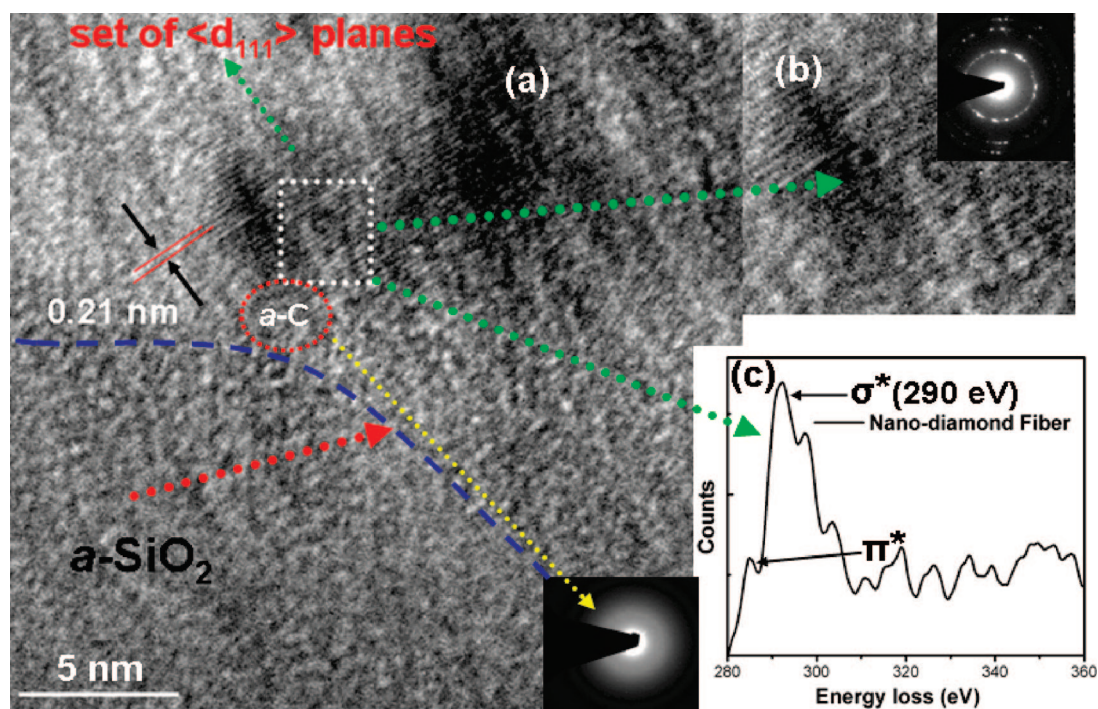 set of <d₁₁₁> planes
(a)
(b)
0.21 nm
a-C
a-SiO₂
5 nm
(c)
σ*(290 eV)
Nano-diamond Fiber
π*
Counts
280 300 320 340 360
Energy loss (eV)